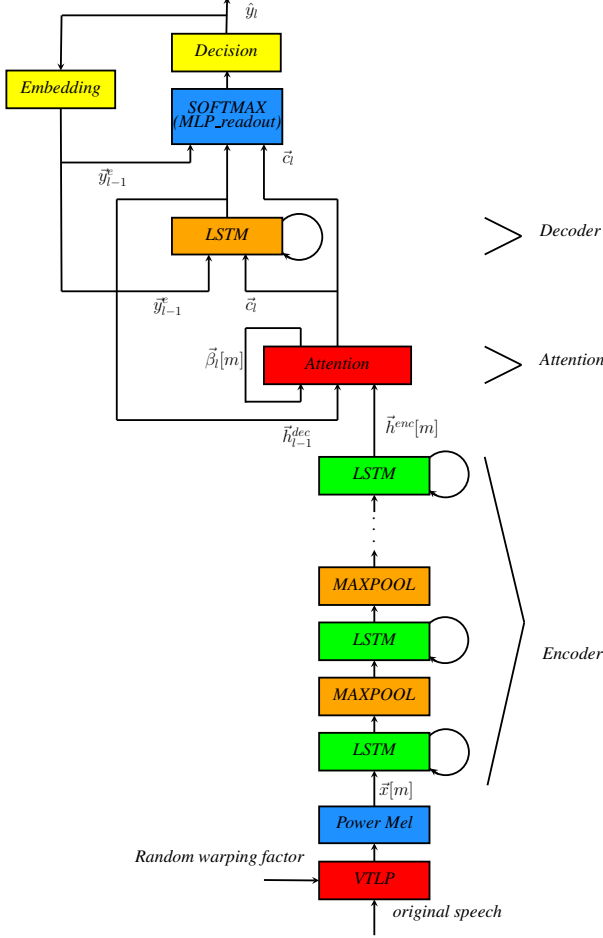 ŷ_l
Decision
Embedding
SOFTMAX
(MLP_readout)
c⃗_l
y⃗^e_{l−1}
LSTM
Decoder
y⃗^e_{l−1}
c⃗_l
β⃗_l[m]
Attention
Attention
h⃗^{dec}_{l−1}
h⃗^{enc}[m]
LSTM
MAXPOOL
LSTM
Encoder
MAXPOOL
LSTM
x⃗[m]
Power Mel
Random warping factor
VTLP
original speech